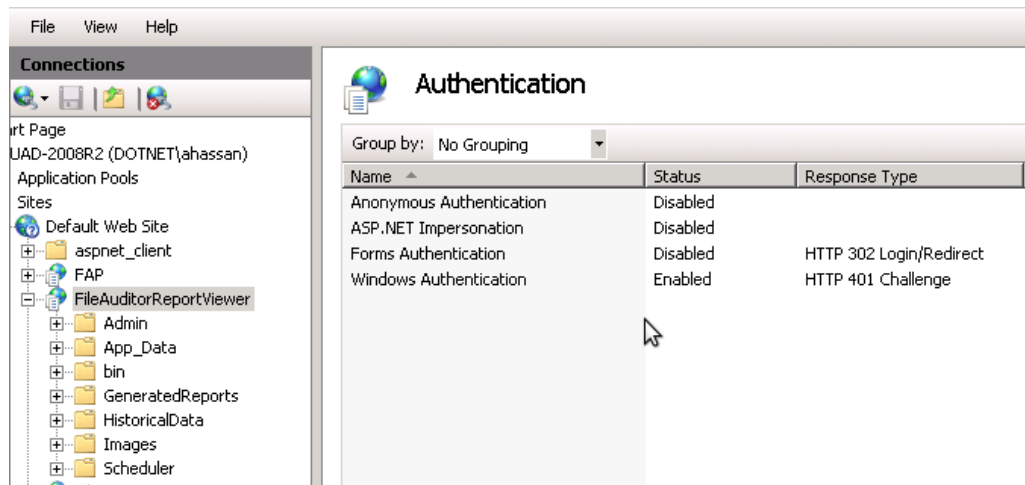 File View Help
Connections
Authentication
Group by: No Grouping
Name Status Response Type
Anonymous Authentication Disabled
ASP.NET Impersonation Disabled
Forms Authentication Disabled HTTP 302 Login/Redirect
Windows Authentication Enabled HTTP 401 Challenge
rt Page
UAD-2008R2 (DOTNET\ahassan)
Application Pools
Sites
Default Web Site
aspnet_client
FAP
FileAuditorReportViewer
Admin
App_Data
bin
GeneratedReports
HistoricalData
Images
Scheduler